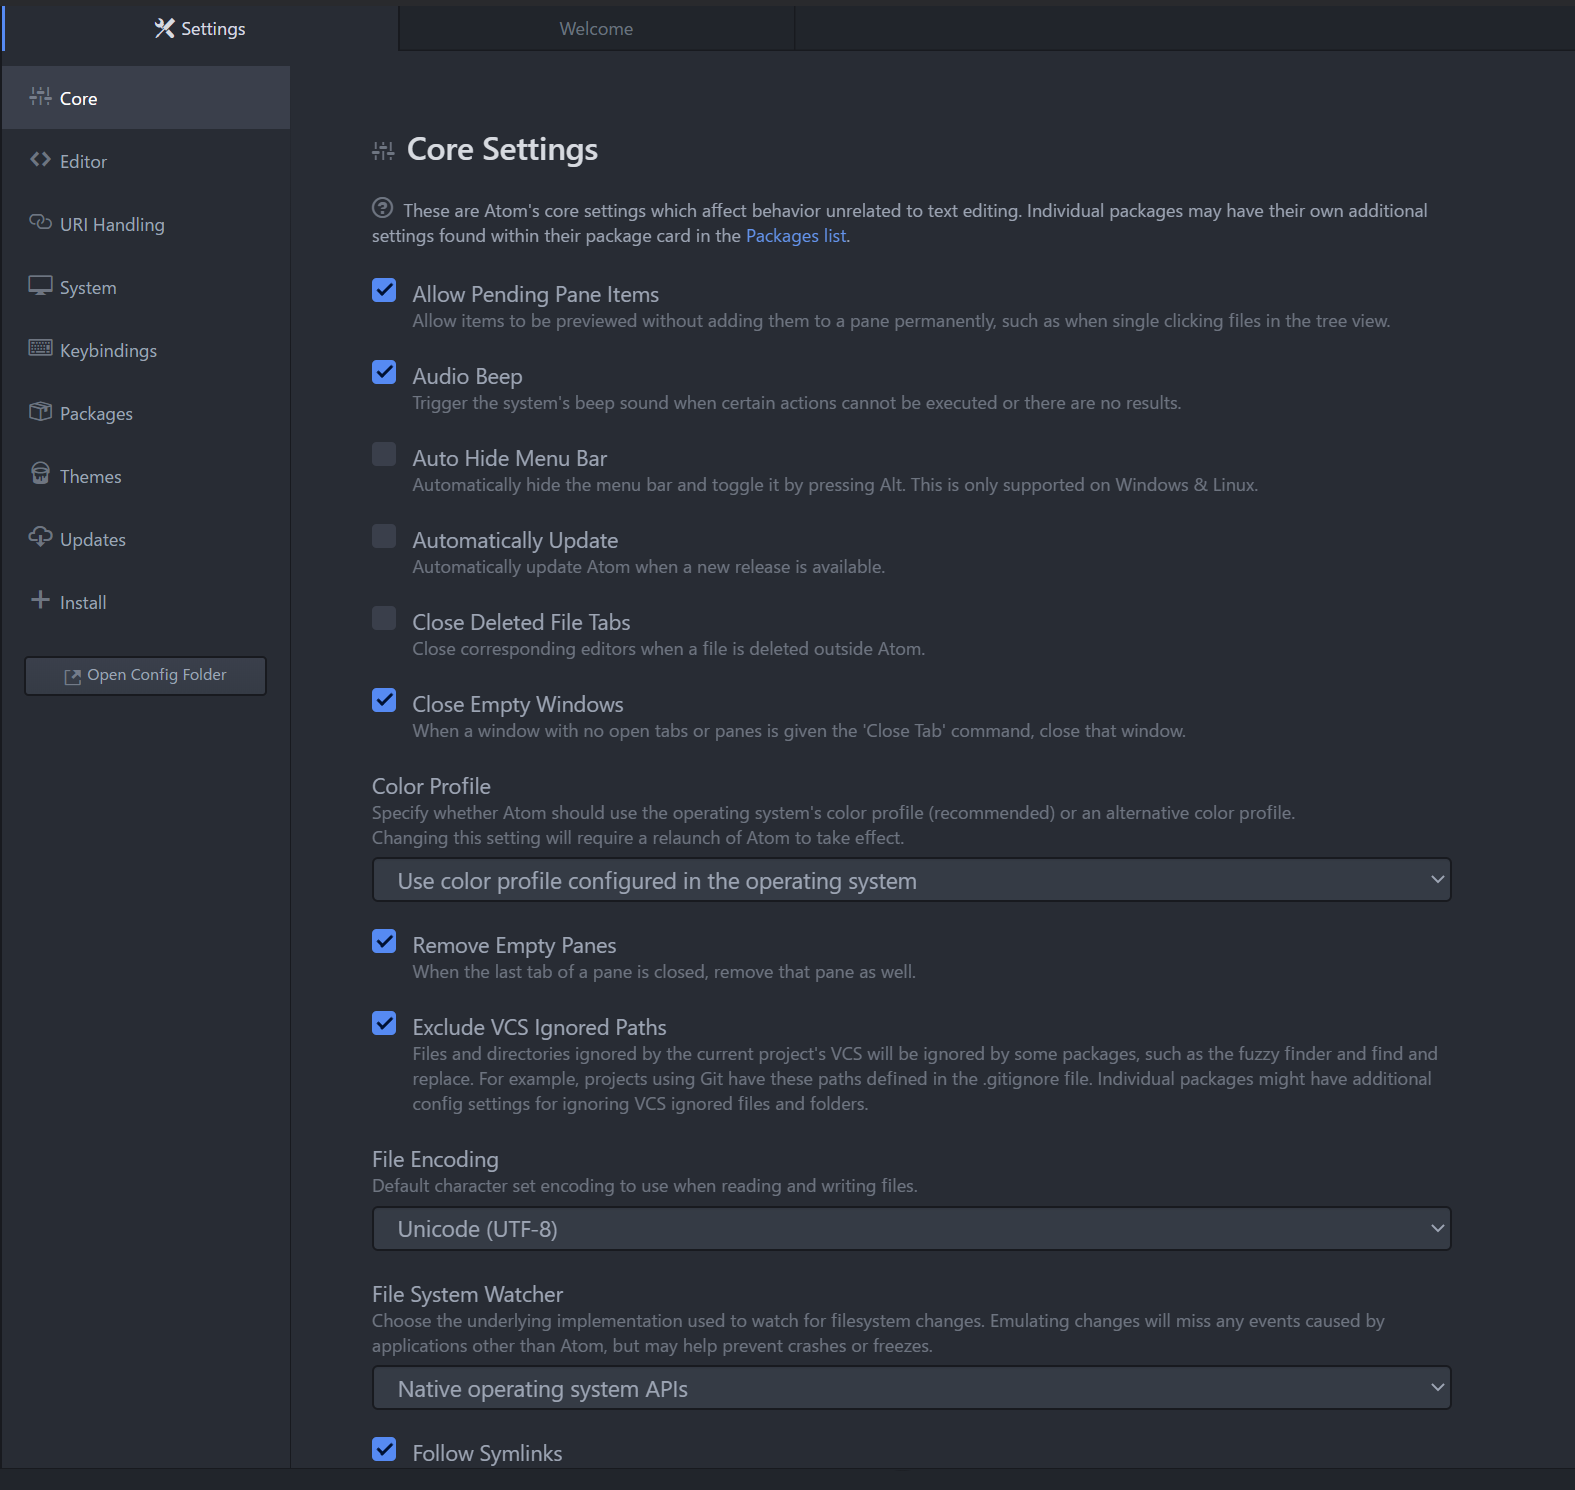 Settings
Welcome
Core
Editor
URI Handling
System
Keybindings
Packages
Themes
Updates
Install
Open Config Folder
Core Settings
These are Atom's core settings which affect behavior unrelated to text editing. Individual packages may have their own additional
settings found within their package card in the Packages list.
Allow Pending Pane Items
Allow items to be previewed without adding them to a pane permanently, such as when single clicking files in the tree view.
Audio Beep
Trigger the system's beep sound when certain actions cannot be executed or there are no results.
Auto Hide Menu Bar
Automatically hide the menu bar and toggle it by pressing Alt. This is only supported on Windows & Linux.
Automatically Update
Automatically update Atom when a new release is available.
Close Deleted File Tabs
Close corresponding editors when a file is deleted outside Atom.
Close Empty Windows
When a window with no open tabs or panes is given the 'Close Tab' command, close that window.
Color Profile
Specify whether Atom should use the operating system's color profile (recommended) or an alternative color profile.
Changing this setting will require a relaunch of Atom to take effect.
Use color profile configured in the operating system
Remove Empty Panes
When the last tab of a pane is closed, remove that pane as well.
Exclude VCS Ignored Paths
Files and directories ignored by the current project's VCS will be ignored by some packages, such as the fuzzy finder and find and
replace. For example, projects using Git have these paths defined in the .gitignore file. Individual packages might have additional
config settings for ignoring VCS ignored files and folders.
File Encoding
Default character set encoding to use when reading and writing files.
Unicode (UTF-8)
File System Watcher
Choose the underlying implementation used to watch for filesystem changes. Emulating changes will miss any events caused by
applications other than Atom, but may help prevent crashes or freezes.
Native operating system APIs
Follow Symlinks